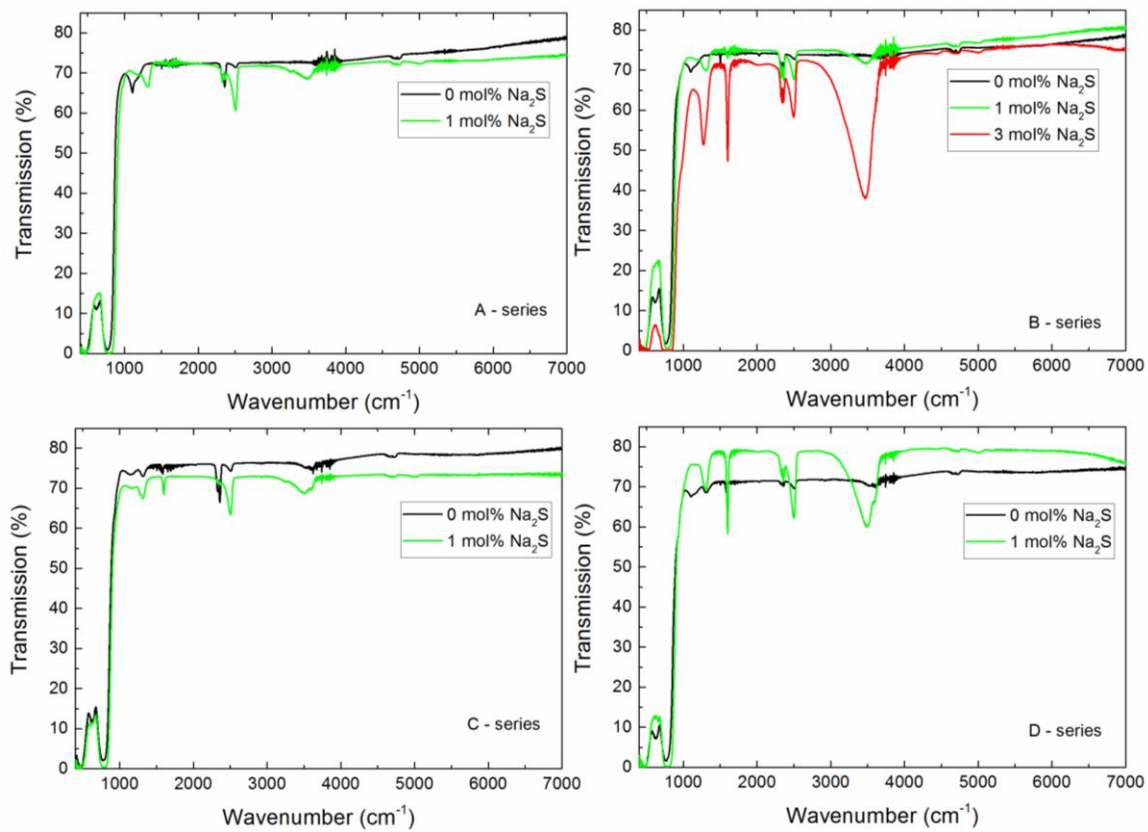 80
70
60
50
40
30
20
10
0
Transmission (%)
0 mol% Na₂S
1 mol% Na₂S
A - series
1000 2000 3000 4000 5000 6000 7000
Wavenumber (cm⁻¹)
80
70
60
50
40
30
20
10
0
Transmission (%)
0 mol% Na₂S
1 mol% Na₂S
3 mol% Na₂S
B - series
1000 2000 3000 4000 5000 6000 7000
Wavenumber (cm⁻¹)
80
70
60
50
40
30
20
10
0
Transmission (%)
0 mol% Na₂S
1 mol% Na₂S
C - series
1000 2000 3000 4000 5000 6000 7000
Wavenumber (cm⁻¹)
80
70
60
50
40
30
20
10
0
Transmission (%)
0 mol% Na₂S
1 mol% Na₂S
D - series
1000 2000 3000 4000 5000 6000 7000
Wavenumber (cm⁻¹)